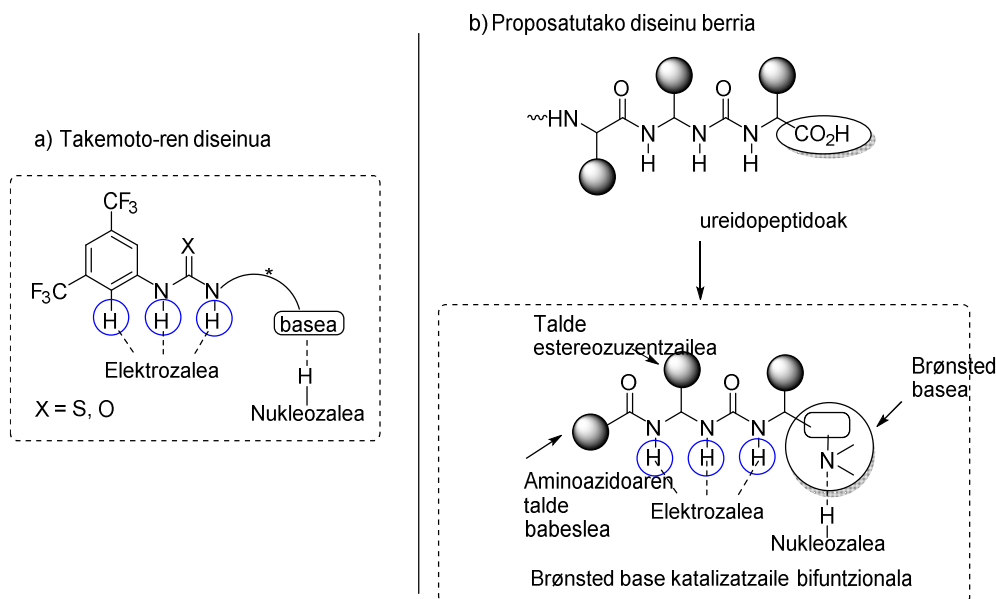 a) Takemoto-ren diseinua
CF3
F3C
X
N
N
*
H
H
H
basea
Elektrozalea
H
Nukleozalea
X = S, O
b) Proposatutako diseinu berria
O
O
HN
N
N
N
CO2H
H
H
H
ureidopeptidoak
Talde
estereozuzentzailea
Brønsted
basea
O
O
N
N
N
H
H
H
N
Aminoazidoaren
talde
babeslea
Elektrozalea
H
Nukleozalea
Brønsted base katalizatzaile bifuntzionala